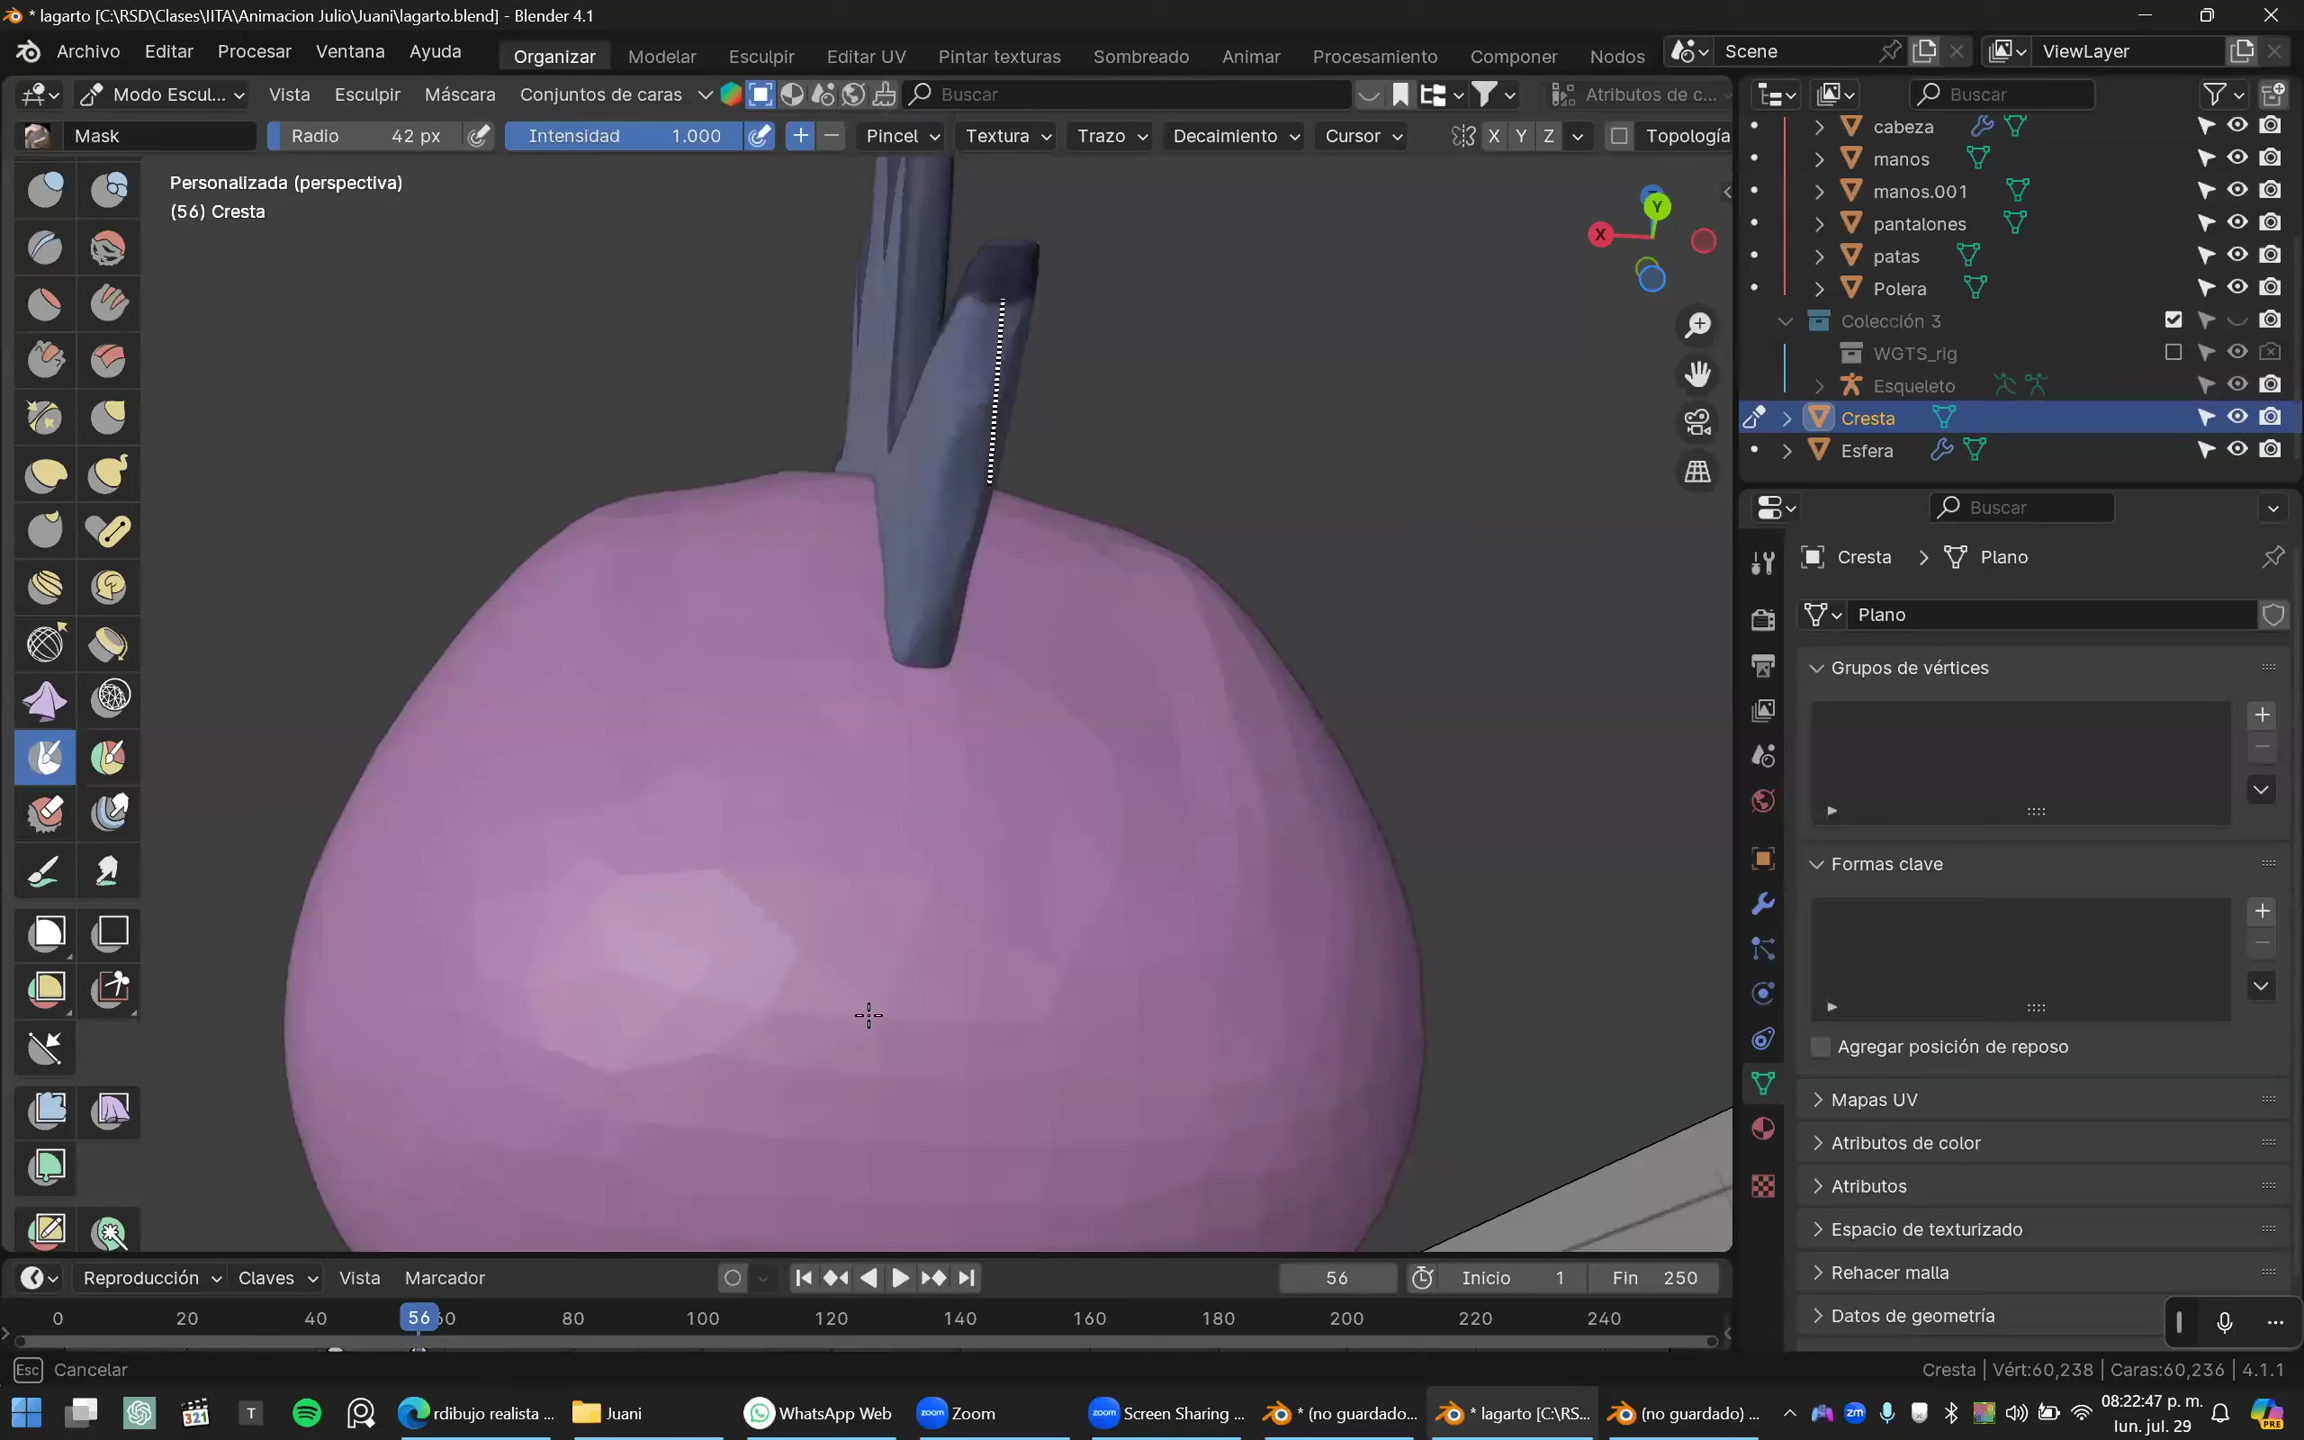 * lagarto [C:\RSD\Clases\IITA\Animacion Julio\Juani\lagarto.blend] - Blender 4.1
Archivo Editar Procesar Ventana Ayuda Organizar Modelar Esculpir Editar UV Pintar texturas Sombreado Animar Procesamiento Componer Nodos Scene ViewLayer
Modo Escul... Vista Esculpir Máscara Conjuntos de caras Buscar Atributos de c... Buscar
Mask Radio 42 px Intensidad 1.000 Pincel Textura Trazo Decaimiento Cursor X Y Z Topología
Personalizada (perspectiva)
(56) Cresta
Y
X
cabeza
manos
manos.001
pantalones
patas
Polera
Colección 3
WGTS_rig
Esqueleto
Cresta
Esfera
Buscar
Cresta > Plano
Plano
Grupos de vértices
Formas clave
Agregar posición de reposo
Mapas UV
Atributos de color
Atributos
Espacio de texturizado
Rehacer malla
Datos de geometría
Reproducción Claves Vista Marcador 56 Inicio 1 Fin 250
0 20 40 56 60 80 100 120 140 160 180 200 220 240
Esc Cancelar Cresta | Vért:60,238 | Caras:60,236 | 4.1.1
321 T rdibujo realista ... Juani WhatsApp Web zoom Zoom zoom Screen Sharing ... * (no guardado... * lagarto [C:\RS... (no guardado) ... zm PRE
08:22:47 p. m.
lun. jul. 29